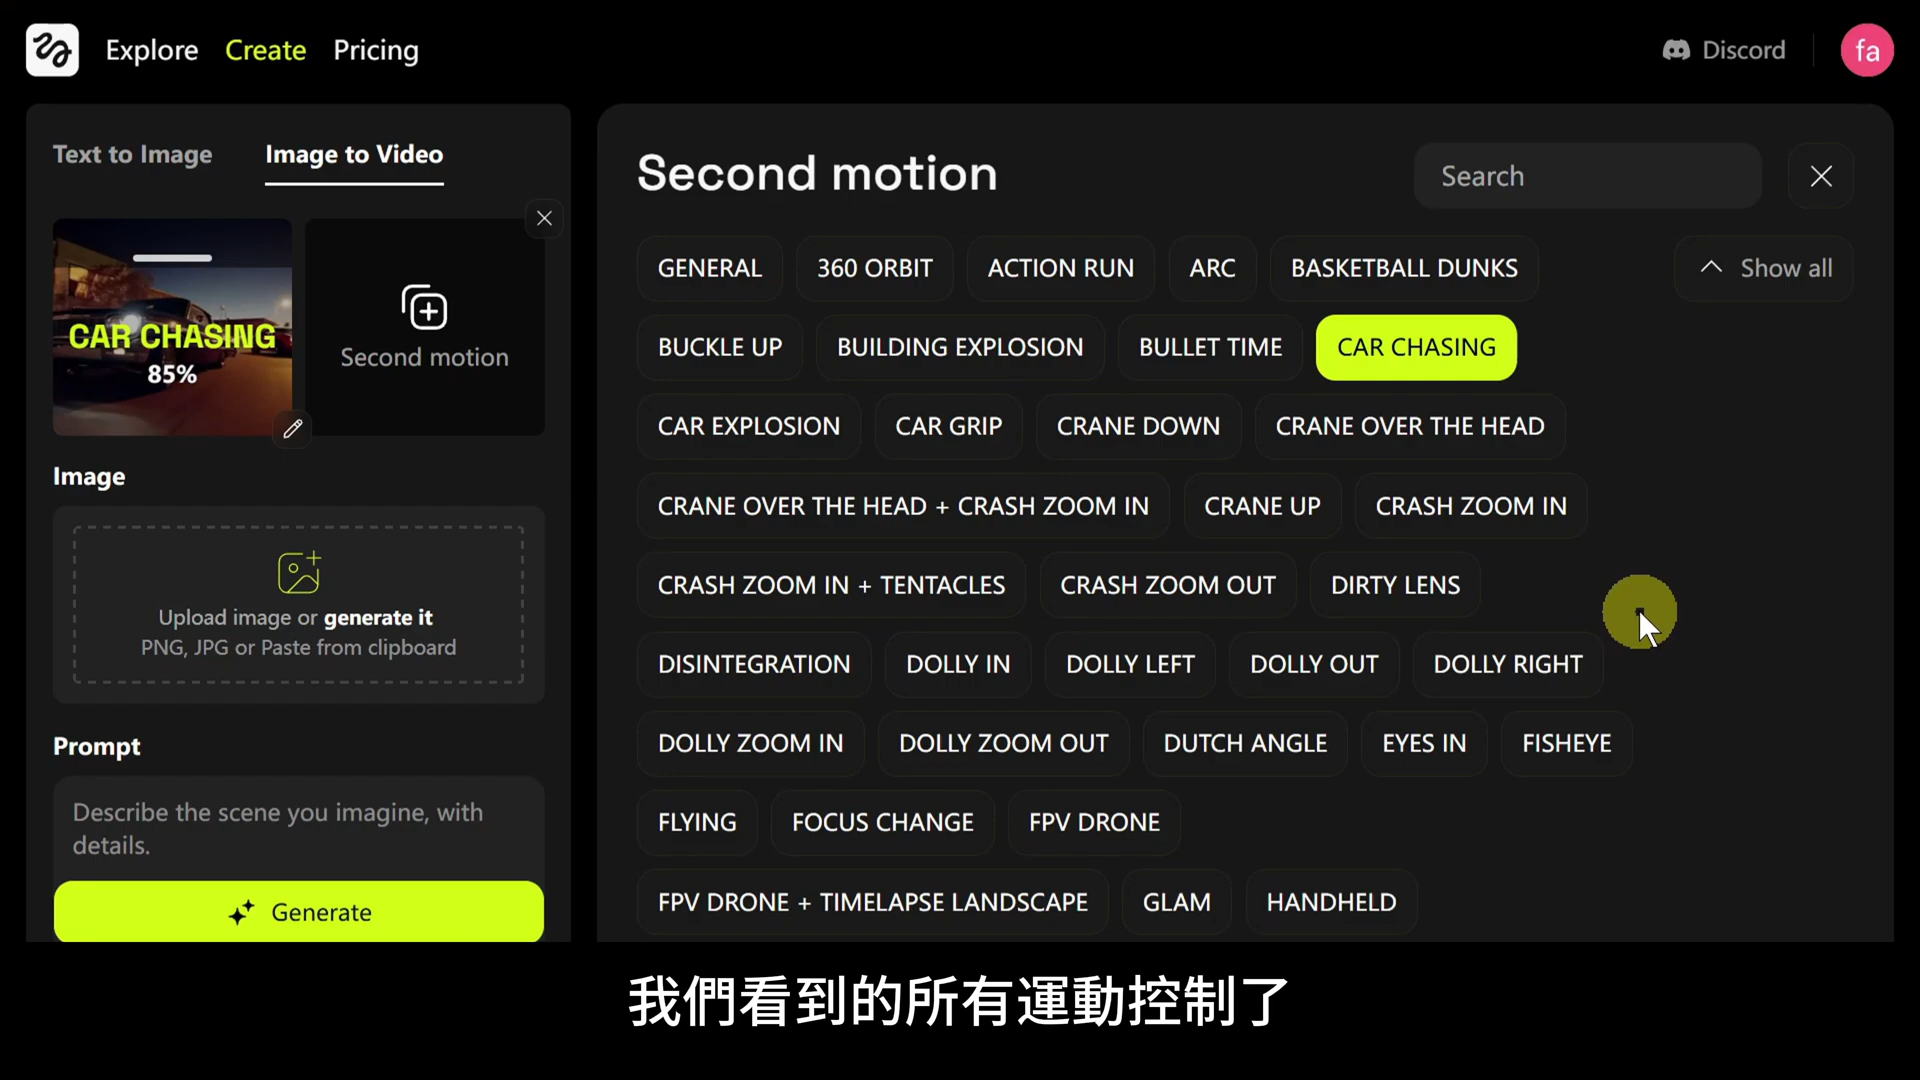 Explore Create Pricing
Discord
fa
Text to Image Image to Video
CAR CHASING
85%
Second motion
Image
Upload image or generate it
PNG, JPG or Paste from clipboard
Prompt
Describe the scene you imagine, with
details.
Generate
Second motion
Search
GENERAL 360 ORBIT ACTION RUN ARC BASKETBALL DUNKS
Show all
BUCKLE UP BUILDING EXPLOSION BULLET TIME CAR CHASING
CAR EXPLOSION CAR GRIP CRANE DOWN CRANE OVER THE HEAD
CRANE OVER THE HEAD + CRASH ZOOM IN CRANE UP CRASH ZOOM IN
CRASH ZOOM IN + TENTACLES CRASH ZOOM OUT DIRTY LENS
DISINTEGRATION DOLLY IN DOLLY LEFT DOLLY OUT DOLLY RIGHT
DOLLY ZOOM IN DOLLY ZOOM OUT DUTCH ANGLE EYES IN FISHEYE
FLYING FOCUS CHANGE FPV DRONE
FPV DRONE + TIMELAPSE LANDSCAPE GLAM HANDHELD
我們看到的所有運動控制了